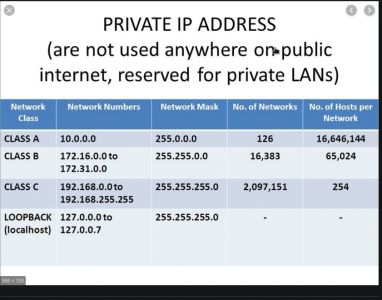 PRIVATE IP ADDRESS
(are not used anywhere on public
internet, reserved for private LANs)
Network Class Network Numbers Network Mask No. of Networks No. of Hosts per Network
CLASS A 10.0.0.0 255.0.0.0 126 16,646,144
CLASS B 172.16.0.0 to 172.31.0.0 255.255.0.0 16,383 65,024
CLASS C 192.168.0.0 to 192.168.255.255 255.255.255.0 2,097,151 254
LOOPBACK (localhost) 127.0.0.0 to 127.0.0.7 255.255.255.0 - -